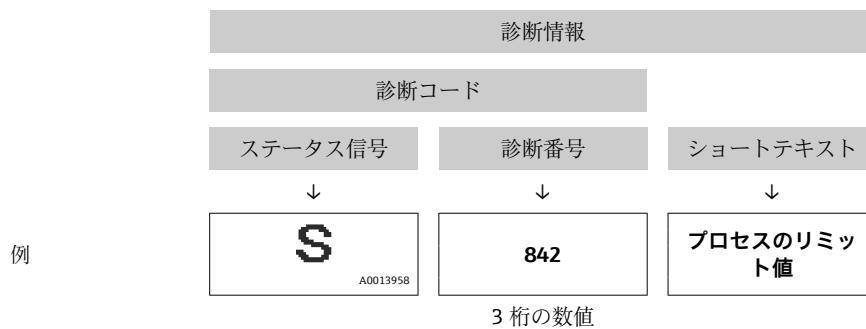 診断情報
診断コード
ステータス信号
診断番号
ショートテキスト
↓
↓
↓
例
S
A0013958
842
プロセスのリミッ
ト値
3 桁の数値